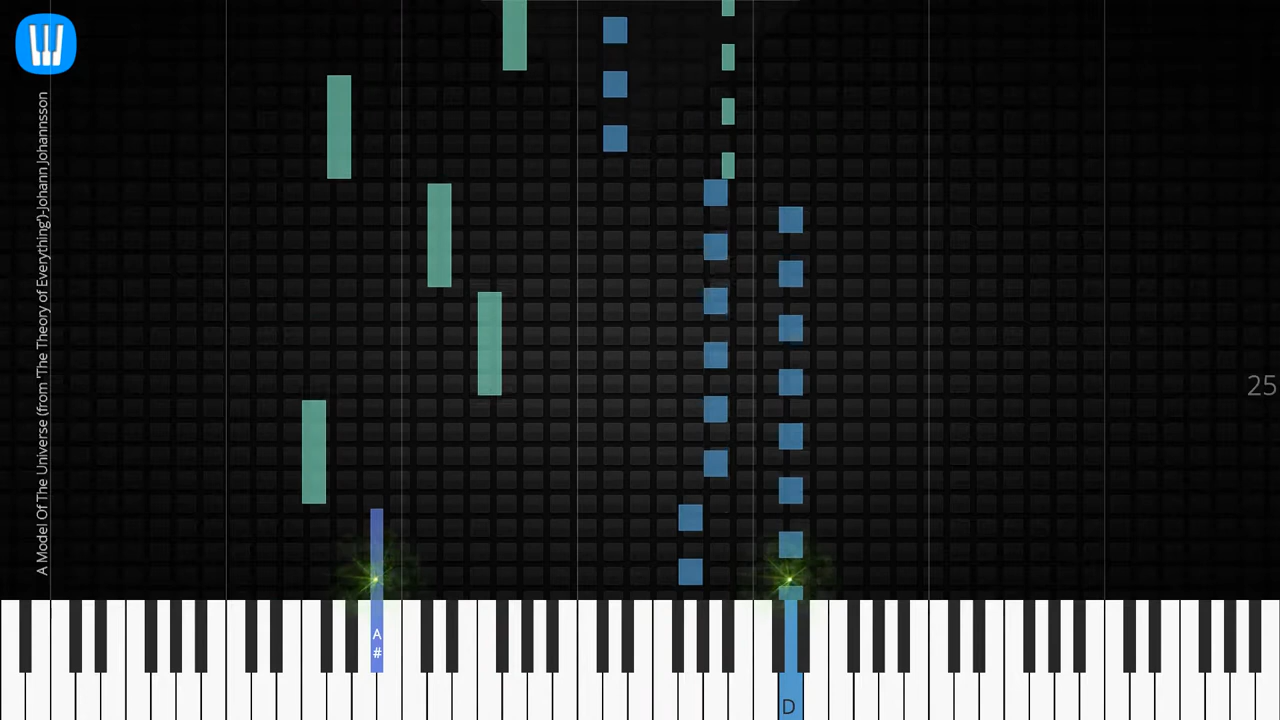 A Model Of The Universe (from 'The Theory of Everything')-Johann Johannsson
25
A
#
D